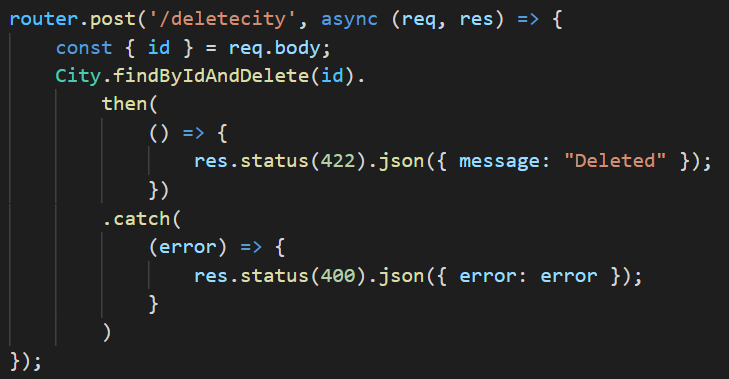 router.post('/deletecity', async (req, res) => {
    const { id } = req.body;
    City.findByIdAndDelete(id).
        then(
            () => {
                res.status(422).json({ message: "Deleted" });
            })
        .catch(
            (error) => {
                res.status(400).json({ error: error });
            }
        )
});